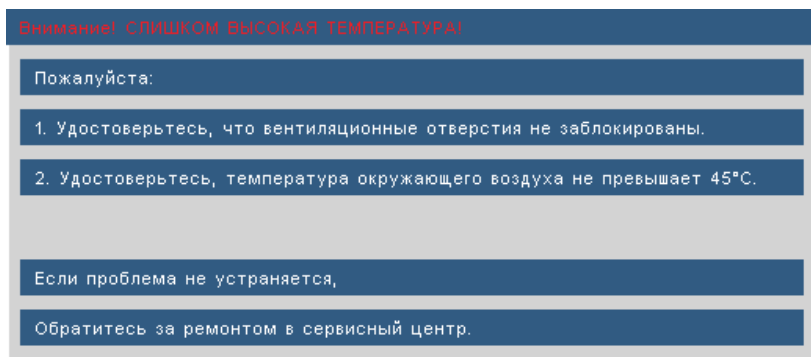 Внимание! СЛИШКОМ ВЫСОКАЯ ТЕМПЕРАТУРА!
Пожалуйста:
1. Удостоверьтесь, что вентиляционные отверстия не заблокированы.
2. Удостоверьтесь, температура окружающего воздуха не превышает 45°C.
Если проблема не устраняется,
Обратитесь за ремонтом в сервисный центр.